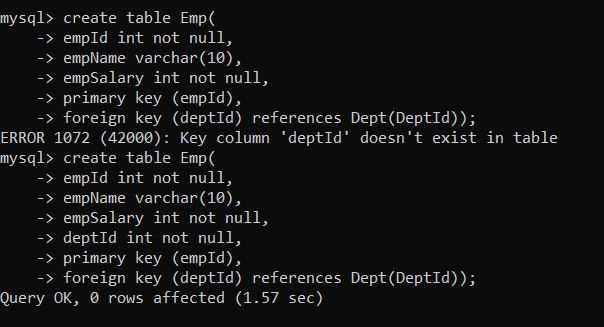 mysql> create table Emp(
    -> empId int not null,
    -> empName varchar(10),
    -> empSalary int not null,
    -> primary key (empId),
    -> foreign key (deptId) references Dept(DeptId));
ERROR 1072 (42000): Key column 'deptId' doesn't exist in table
mysql> create table Emp(
    -> empId int not null,
    -> empName varchar(10),
    -> empSalary int not null,
    -> deptId int not null,
    -> primary key (empId),
    -> foreign key (deptId) references Dept(DeptId));
Query OK, 0 rows affected (1.57 sec)